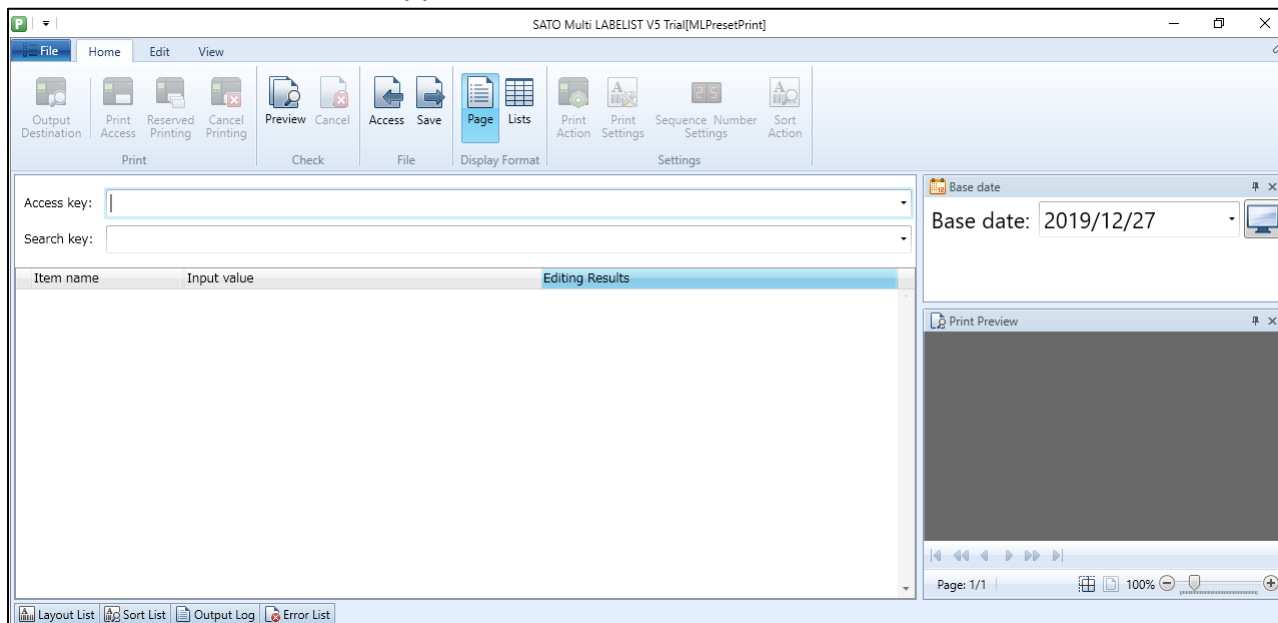 P
SATO Multi LABELIST V5 Trial[MLPresetPrint]
File Home Edit View
Output Destination
Print Access
Reserved Printing
Cancel Printing
Print
Preview
Cancel
Check
Access
Save
File
Page
Lists
Display Format
Print Action
Print Settings
25
Sequence Number Settings
Sort Action
Settings
Access key:
Search key:
Item name Input value Editing Results
Base date
Base date: 2019/12/27
Print Preview
Page: 1/1 100%
Layout List Sort List Output Log Error List